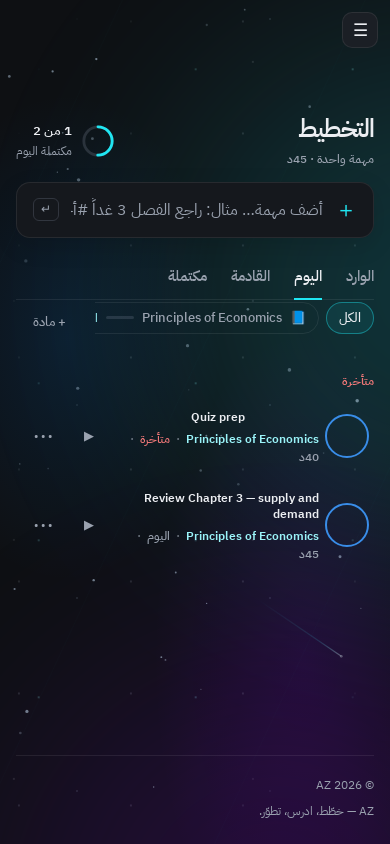 ☰
التخطيط
مهمة واحدة · 45د
1 من 2
مكتملة اليوم
+ أضف مهمة... مثال: راجع الفصل 3 غداً #أ
↵
الوارد
اليوم
القادمة
مكتملة
الكل
📘 Principles of Economics
+ مادة
متأخرة
Quiz prep
Principles of Economics · متأخرة ·
40د
Review Chapter 3 — supply and
demand
Principles of Economics · اليوم ·
45د
© 2026 AZ
AZ — خطّط، ادرس، تطوّر.